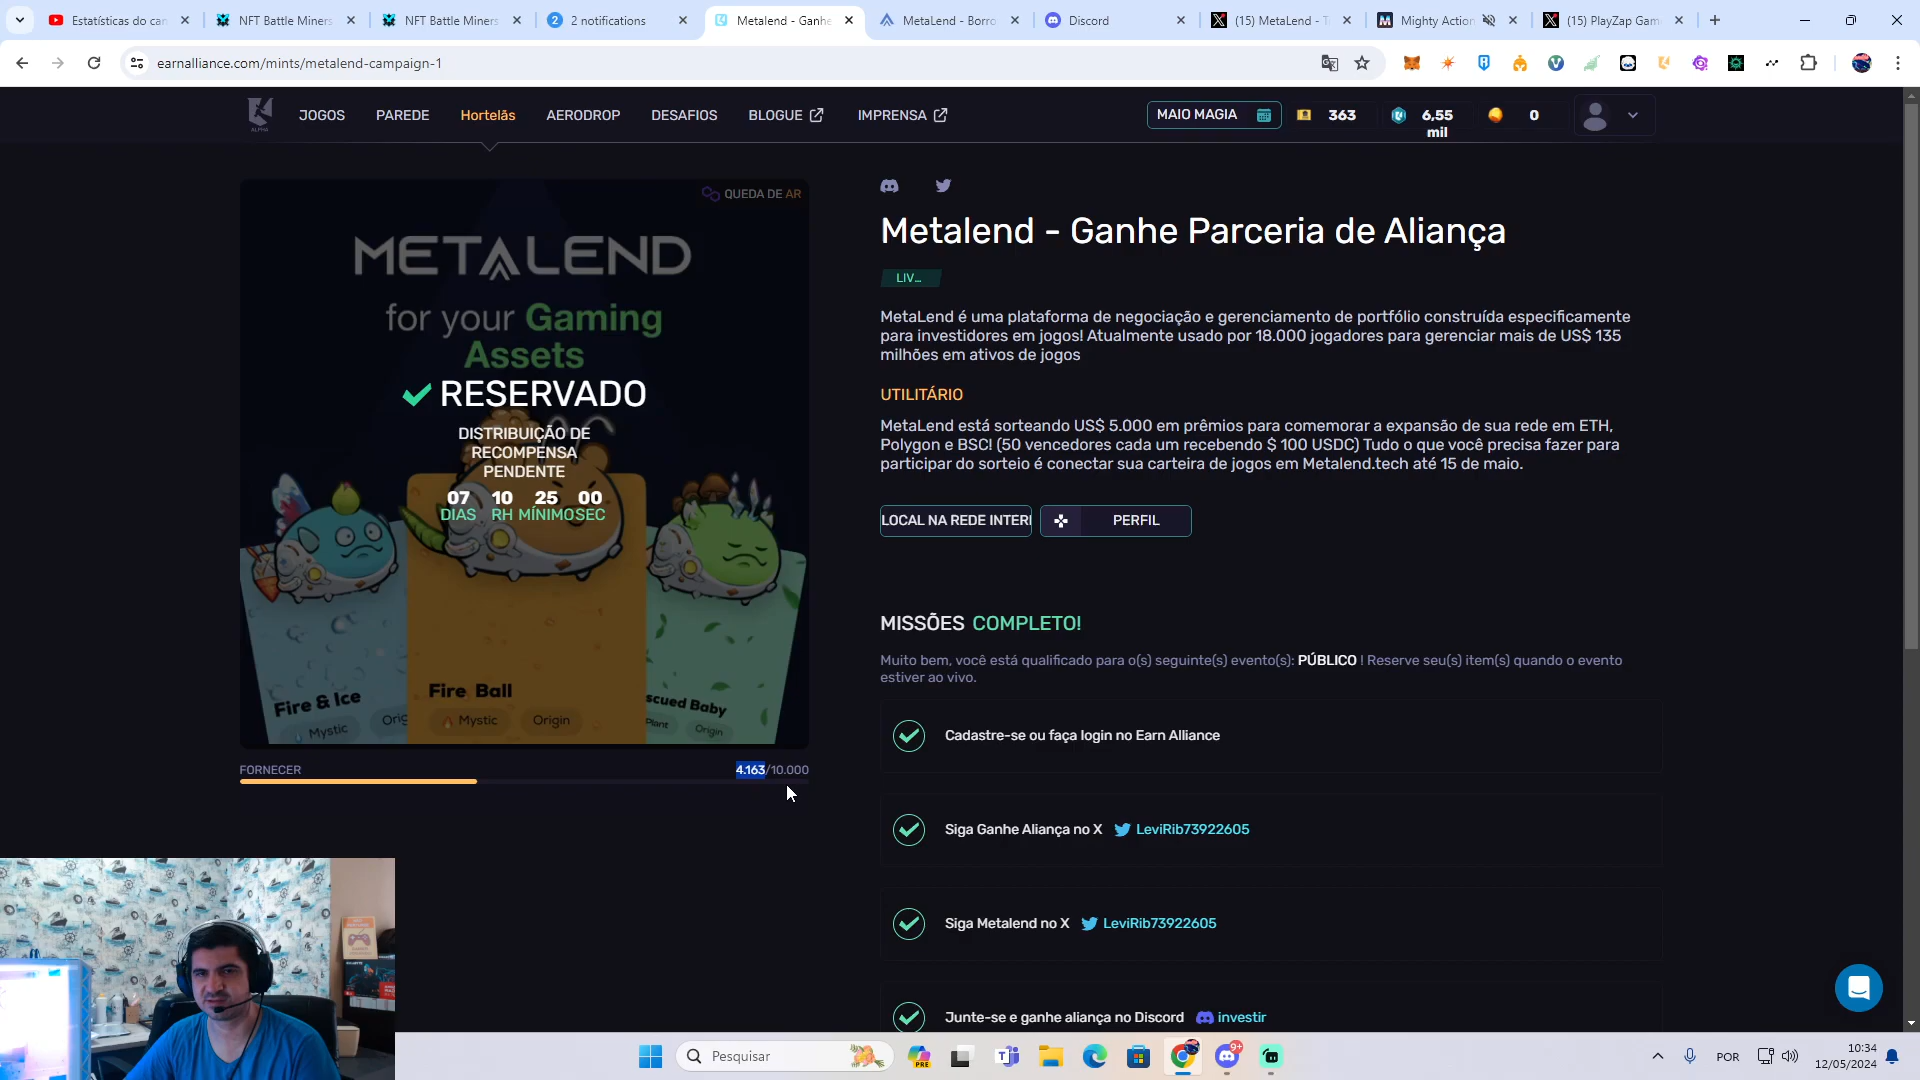 Estatísticas do can
NFT Battle Miners
NFT Battle Miners
2 notifications
Metalend - Ganhe
MetaLend - Borro
Discord
(15) MetaLend - T
Mighty Action
(15) PlayZap Gam
earnalliance.com/mints/metalend-campaign-1
JOGOS
PAREDE
Hortelãs
AERODROP
DESAFIOS
BLOGUE
IMPRENSA
MAIO MAGIA
363
6,55
mil
0
ALPHA
QUEDA DE AR
METALEND
for your Gaming
Assets
RESERVADO
DISTRIBUIÇÃO DE
RECOMPENSA
PENDENTE
07 10 25 00
DIAS RH MÍNIMOSEC
Fire & Ice
Mystic
Orig
Fire Ball
Mystic
Origin
scued Baby
Plant
Origin
FORNECER
4.163/10.000
Metalend - Ganhe Parceria de Aliança
LIV...
MetaLend é uma plataforma de negociação e gerenciamento de portfólio construída especificamente
para investidores em jogos! Atualmente usado por 18.000 jogadores para gerenciar mais de US$ 135
milhões em ativos de jogos
UTILITÁRIO
MetaLend está sorteando US$ 5.000 em prêmios para comemorar a expansão de sua rede em ETH,
Polygon e BSC! (50 vencedores cada um recebendo $ 100 USDC) Tudo o que você precisa fazer para
participar do sorteio é conectar sua carteira de jogos em Metalend.tech até 15 de maio.
LOCAL NA REDE INTERI
PERFIL
MISSÕES COMPLETO!
Muito bem, você está qualificado para o(s) seguinte(s) evento(s): PÚBLICO ! Reserve seu(s) item(s) quando o evento
estiver ao vivo.
Cadastre-se ou faça login no Earn Alliance
Siga Ganhe Aliança no X LeviRib73922605
Siga Metalend no X LeviRib73922605
Junte-se e ganhe aliança no Discord investir
Pesquisar
PRE
9+
POR
10:34
12/05/2024